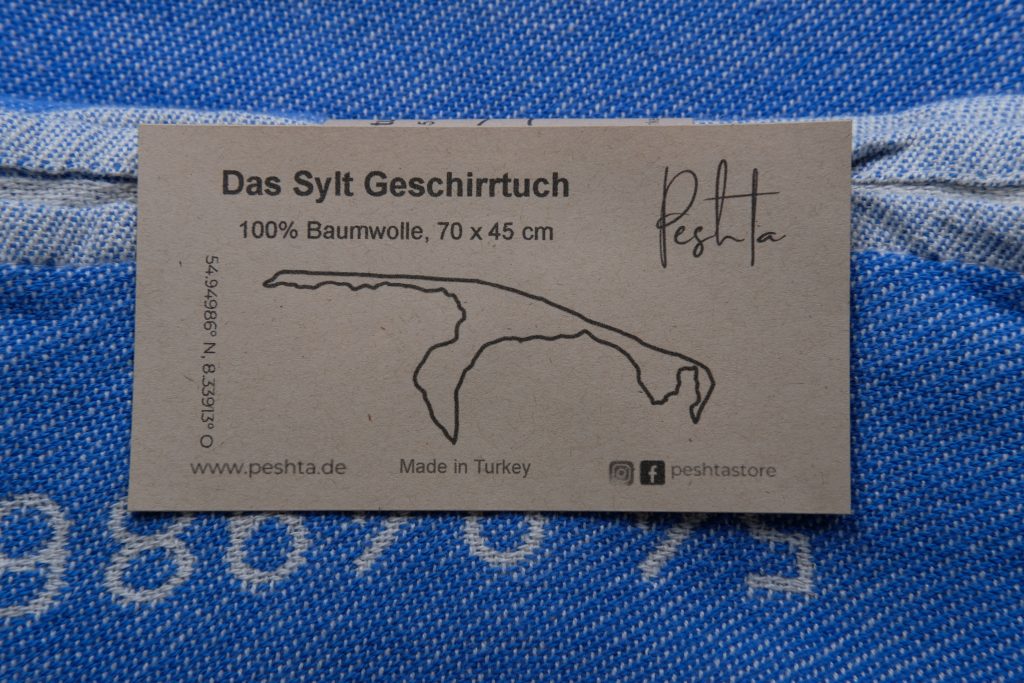 Das Sylt Geschirrtuch
100% Baumwolle, 70 x 45 cm
Peshta
54.94986° N, 8.33913° O
www.peshta.de
Made in Turkey
peshtastore